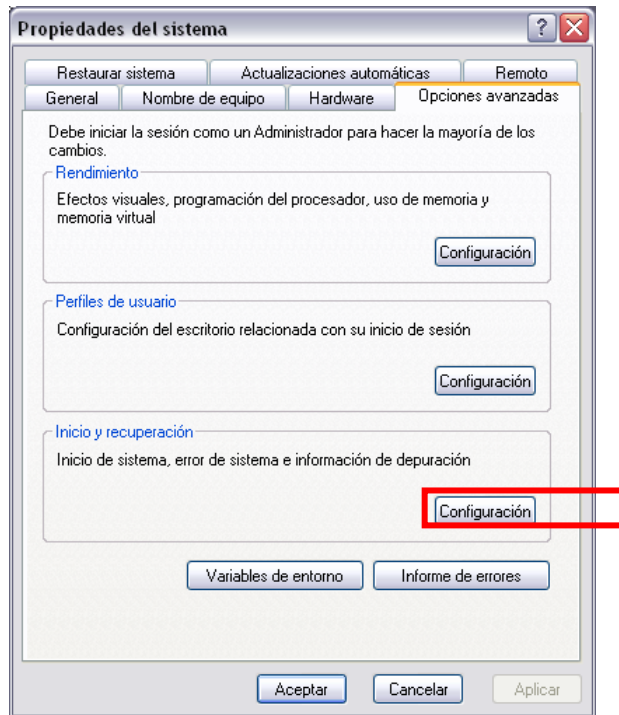 Propiedades del sistema
Restaurar sistema
Actualizaciones automáticas
Remoto
General
Nombre de equipo
Hardware
Opciones avanzadas
Debe iniciar la sesión como un Administrador para hacer la mayoría de los
cambios.
Rendimiento
Efectos visuales, programación del procesador, uso de memoria y
memoria virtual
Configuración
Perfiles de usuario
Configuración del escritorio relacionada con su inicio de sesión
Configuración
Inicio y recuperación
Inicio de sistema, error de sistema e información de depuración
Configuración
Variables de entorno
Informe de errores
Aceptar
Cancelar
Aplicar